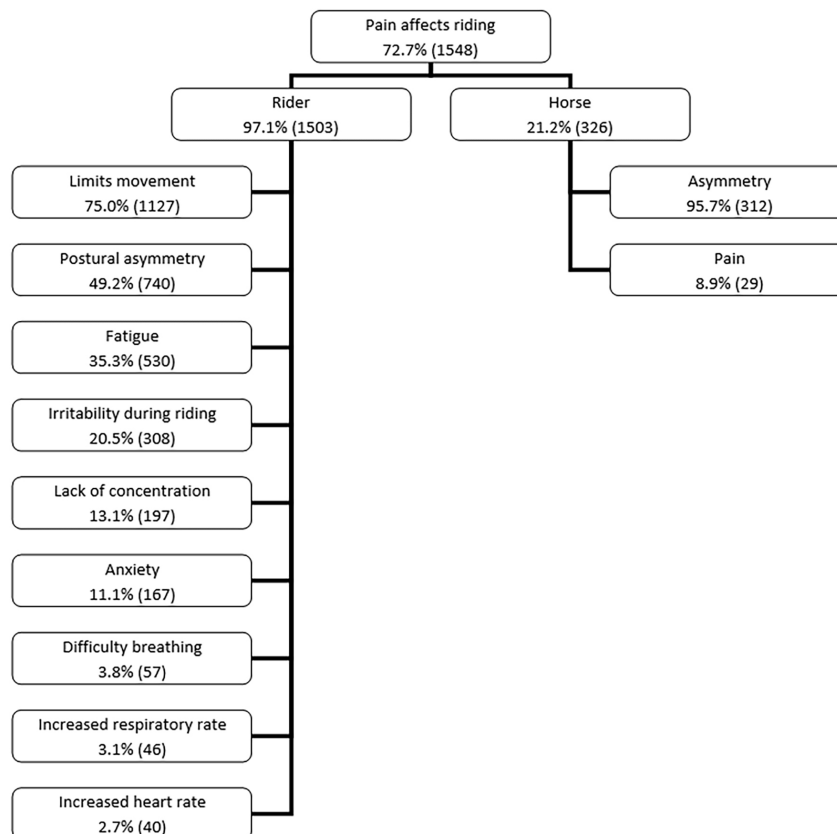 Pain affects riding
72.7% (1548)
Rider
97.1% (1503)
Horse
21.2% (326)
Limits movement
75.0% (1127)
Postural asymmetry
49.2% (740)
Fatigue
35.3% (530)
Irritability during riding
20.5% (308)
Lack of concentration
13.1% (197)
Anxiety
11.1% (167)
Difficulty breathing
3.8% (57)
Increased respiratory rate
3.1% (46)
Increased heart rate
2.7% (40)
Asymmetry
95.7% (312)
Pain
8.9% (29)